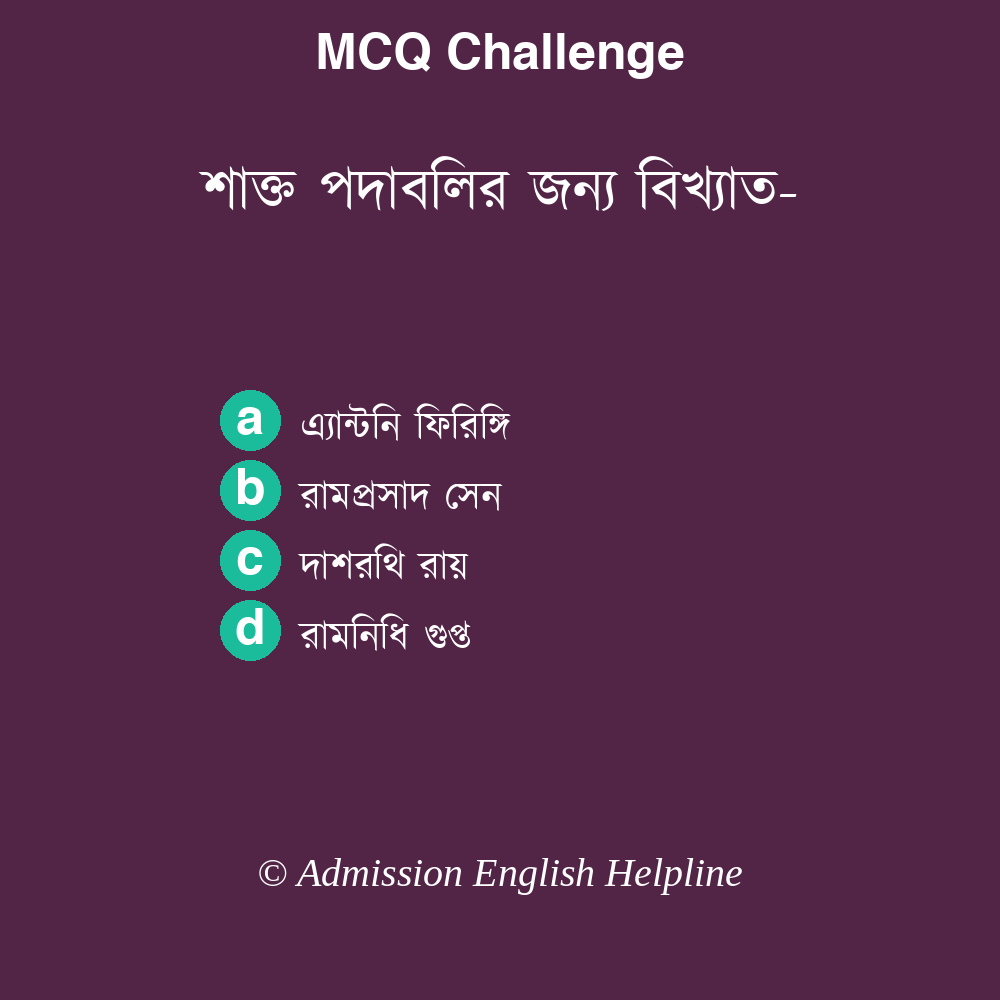 MCQ Challenge
শাক্ত পদাবলির জন্য বিখ্যাত-
a এ্যান্টনি ফিরিঙ্গি
b রামপ্রসাদ সেন
c দাশরথি রায়
d রামনিধি গুপ্ত
© Admission English Helpline